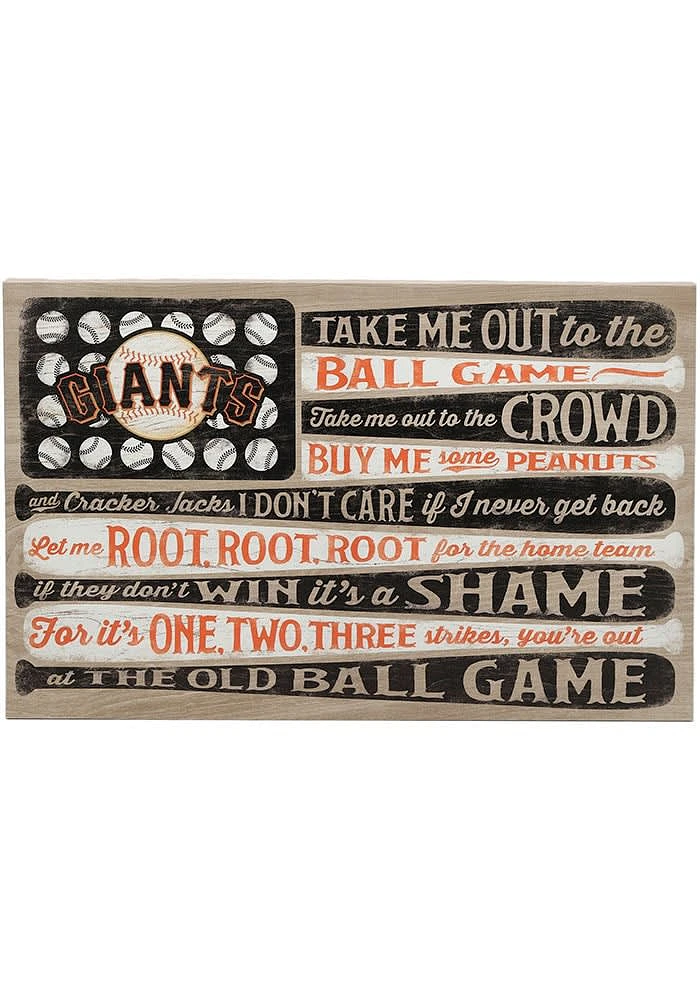 GIANTS
TAKE ME OUT to the
BALL GAME
Take me out to the CROWD
BUY ME some PEANUTS
and Cracker Jacks I DON'T CARE if I never get back
Let me ROOT, ROOT, ROOT for the home team
if they don't WIN it's a SHAME
For it's ONE, TWO, THREE strikes, you're out
at THE OLD BALL GAME